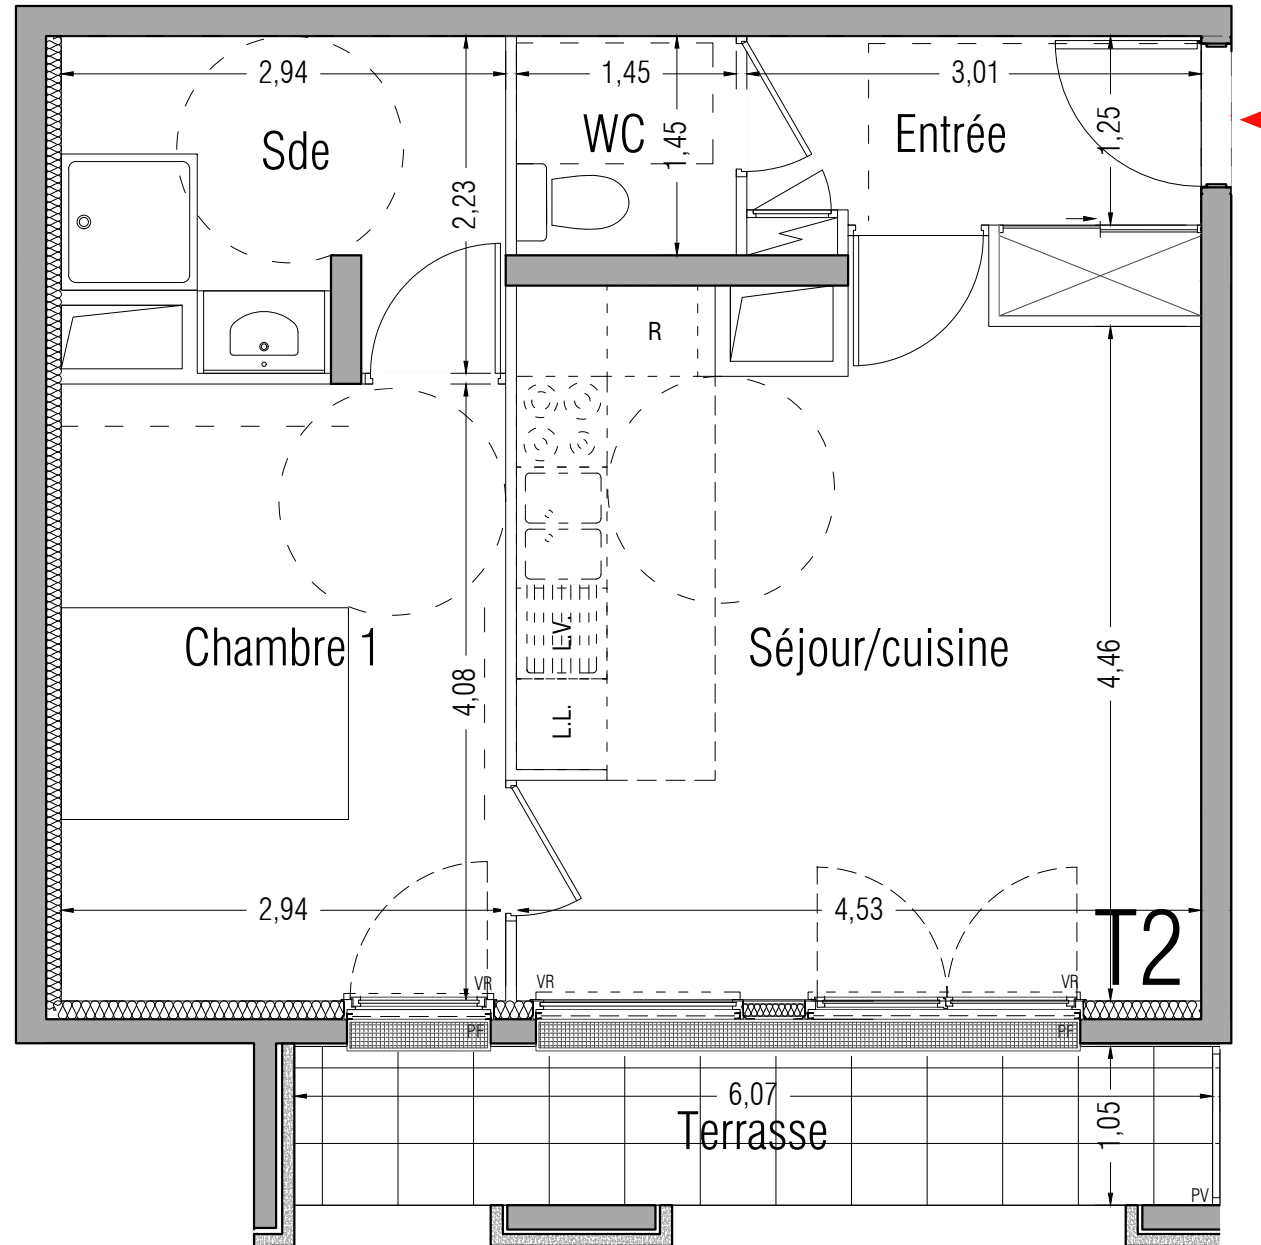 2,94
1,45
3,01
Sde
WC
1,45
Entrée
1,25
2,23
R
Chambre 1
4,08
L.V.
L.L.
Séjour/cuisine
4,46
2,94
4,53
T2
VR
VR
VR
PF
PF
6,07
Terrasse
1,05
PV